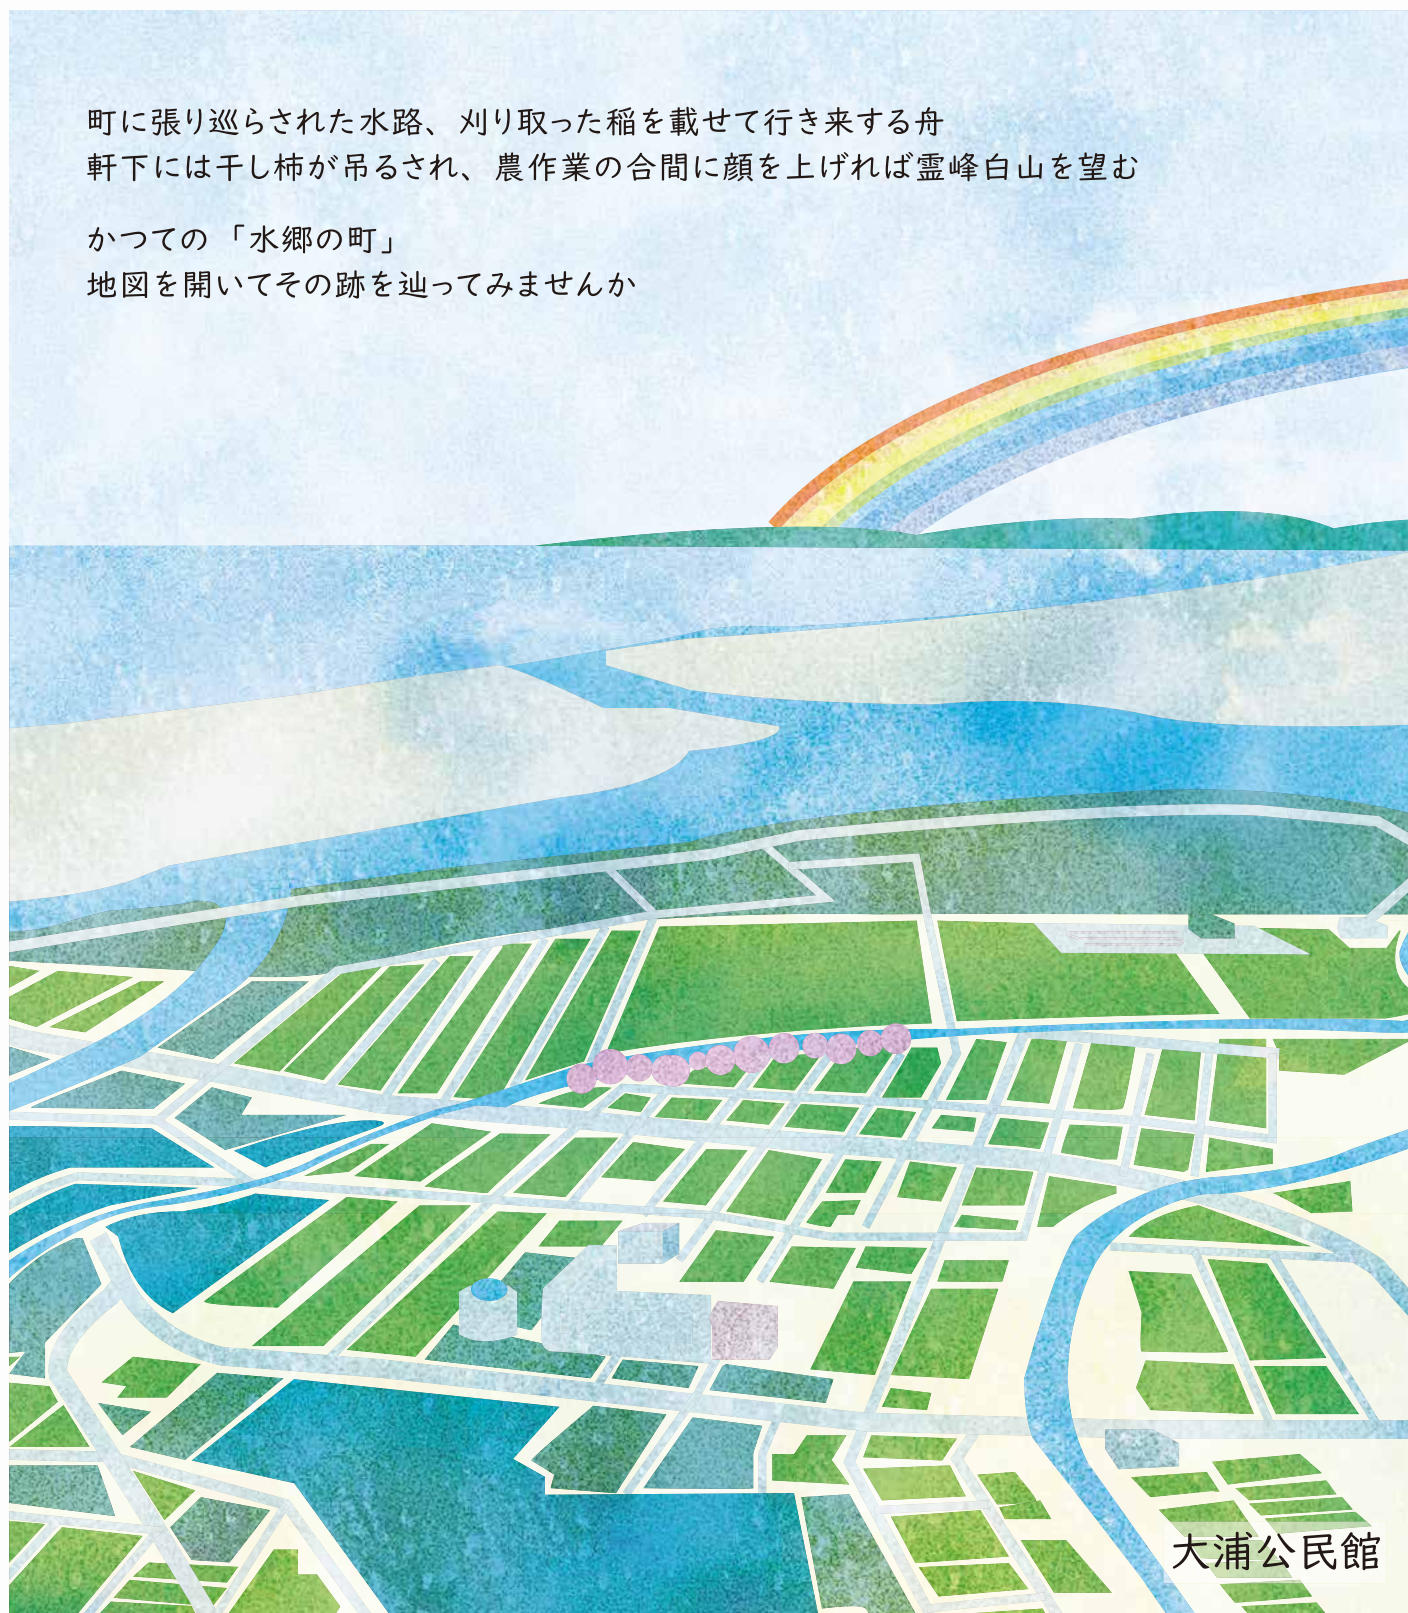 町に張り巡らされた水路、刈り取った稲を載せて行き来する舟
軒下には干し柿が吊るされ、農作業の合間に顔を上げれば霊峰白山を望む
かつての「水郷の町」
地図を開いてその跡を辿ってみませんか
大浦公民館